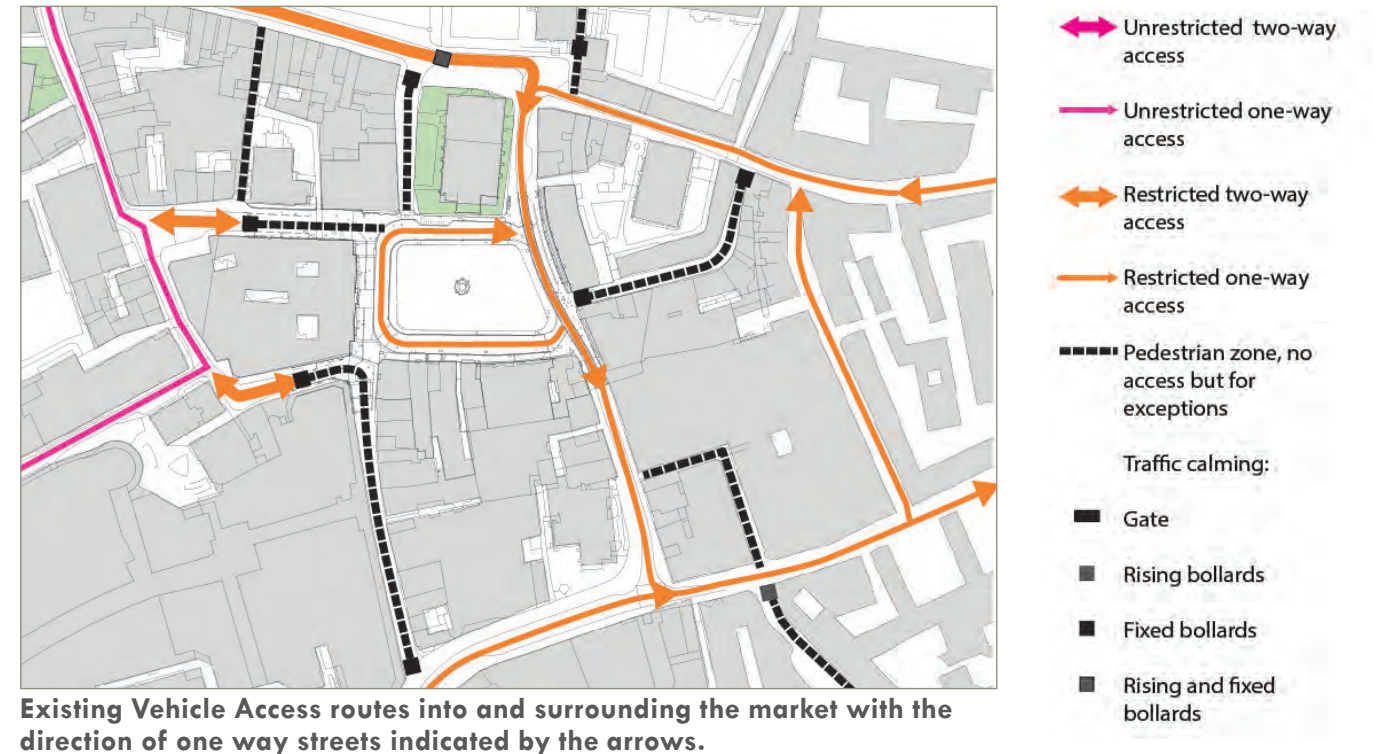 Unrestricted two-way
access
Unrestricted one-way
access
Restricted two-way
access
Restricted one-way
access
Pedestrian zone, no
access but for
exceptions
Traffic calming:
Gate
Rising bollards
Fixed bollards
Rising and fixed
bollards
Existing Vehicle Access routes into and surrounding the market with the
direction of one way streets indicated by the arrows.